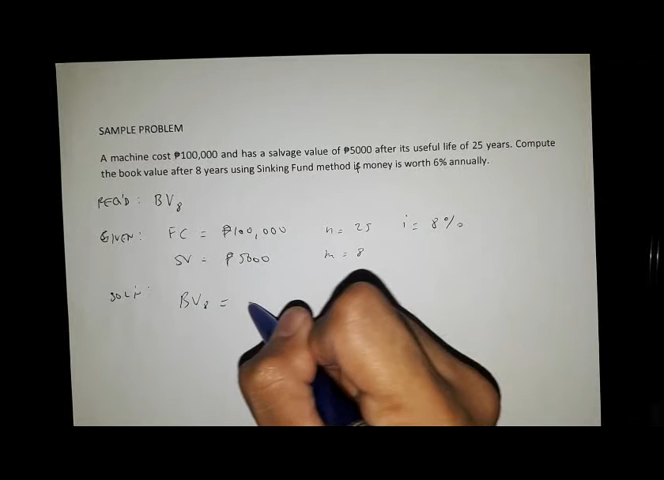 SAMPLE PROBLEM
A machine cost ₱100,000 and has a salvage value of ₱5000 after its useful life of 25 years. Compute
the book value after 8 years using Sinking Fund method if money is worth 6% annually.
REQ'D : BV8
GIVEN : FC = ₱100,000 n = 25 i = 8%
SV = ₱5000 m = 8
SOL'N : BV8 =